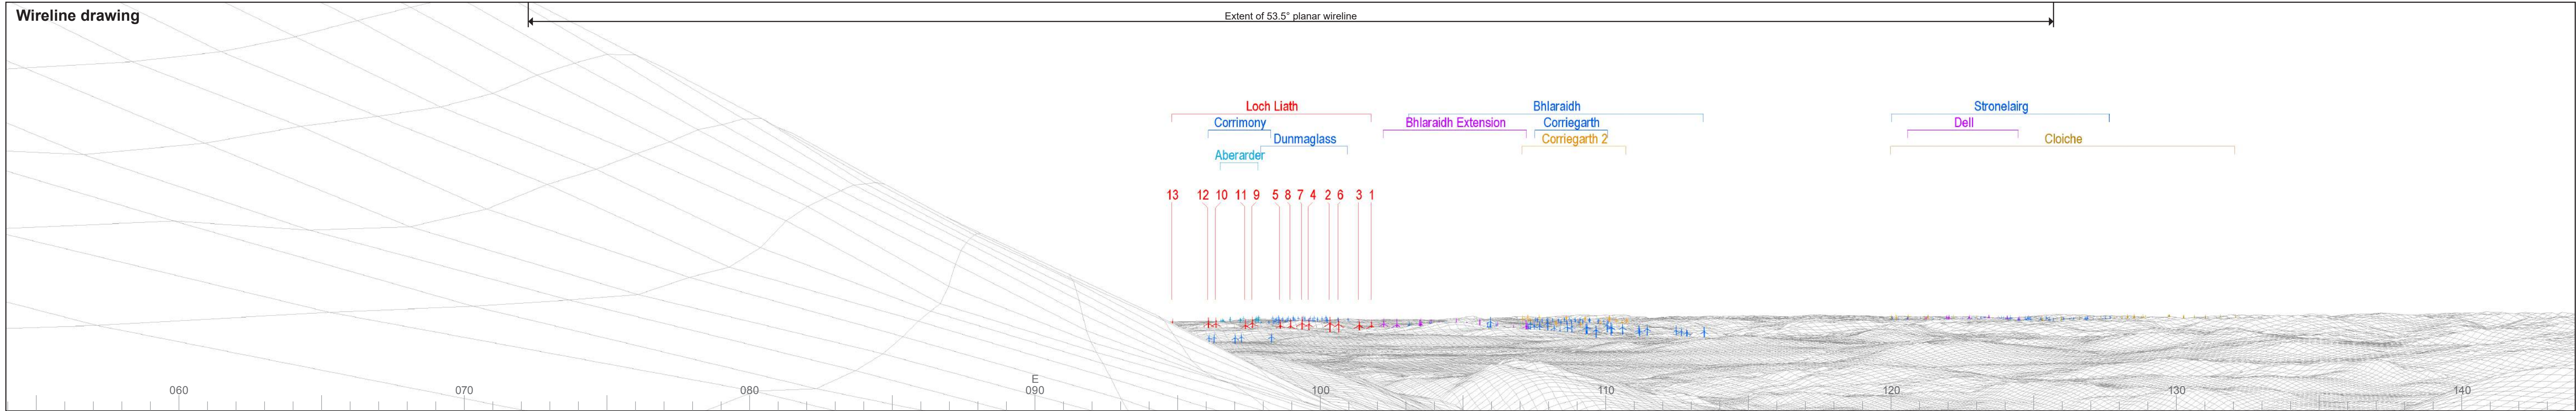 Wireline drawing
Extent of 53.5° planar wireline
Loch Liath Bhlaraidh Stronelairg
Corrimony Bhlaraidh Extension Corriegarth Dell
Dunmaglass Corriegarth 2 Cloiche
Aberarder
13 12 10 11 9 5 8 7 4 2 6 3 1
E
060 070 080 090 100 110 120 130 140